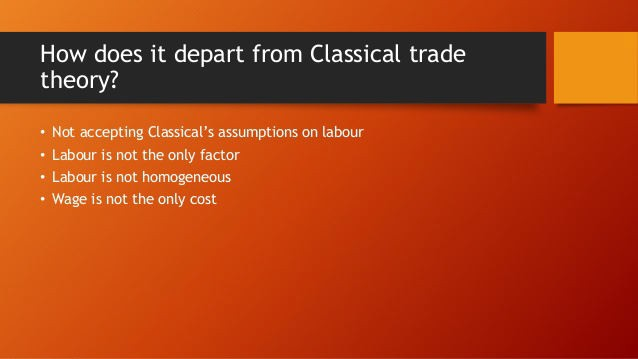 How does it depart from Classical trade
theory?
• Not accepting Classical's assumptions on labour
• Labour is not the only factor
• Labour is not homogeneous
• Wage is not the only cost